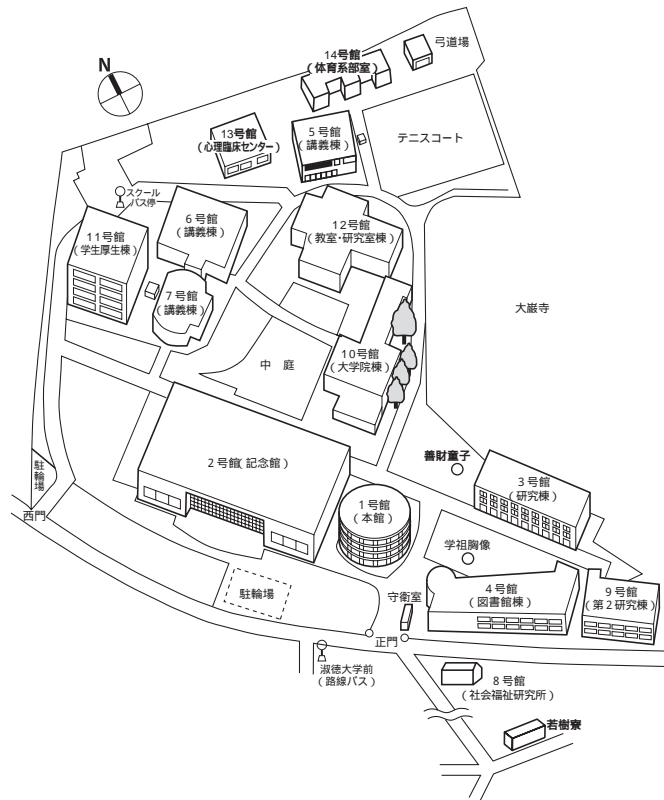 弓道場
14号館
(体育系部室)
N
13号館
(心理臨床センター)
5号館
(講義棟)
テニスコート
スクール
バス停
6号館
(講義棟)
12号館
(教室・研究室棟)
11号館
(学生厚生棟)
7号館
(講義棟)
大巌寺
中 庭
10号館
(大学院棟)
2号館(記念館)
善財童子
3号館
(研究棟)
駐輪場
1号館
(本館)
西門
学祖胸像
駐輪場
守衛室
4号館
(図書館棟)
9号館
(第2研究棟)
正門
淑徳大学前
(路線バス)
8号館
(社会福祉研究所)
若樹寮